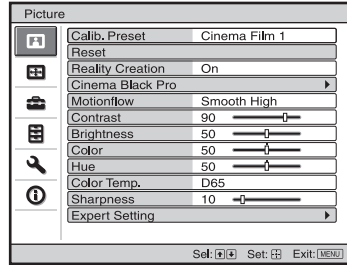 Picture
Calib. Preset Cinema Film 1
Reset
Reality Creation On
Cinema Black Pro
Motionflow Smooth High
Contrast 90
Brightness 50
Color 50
Hue 50
Color Temp. D65
Sharpness 10
Expert Setting
Sel: Set: Exit: MENU